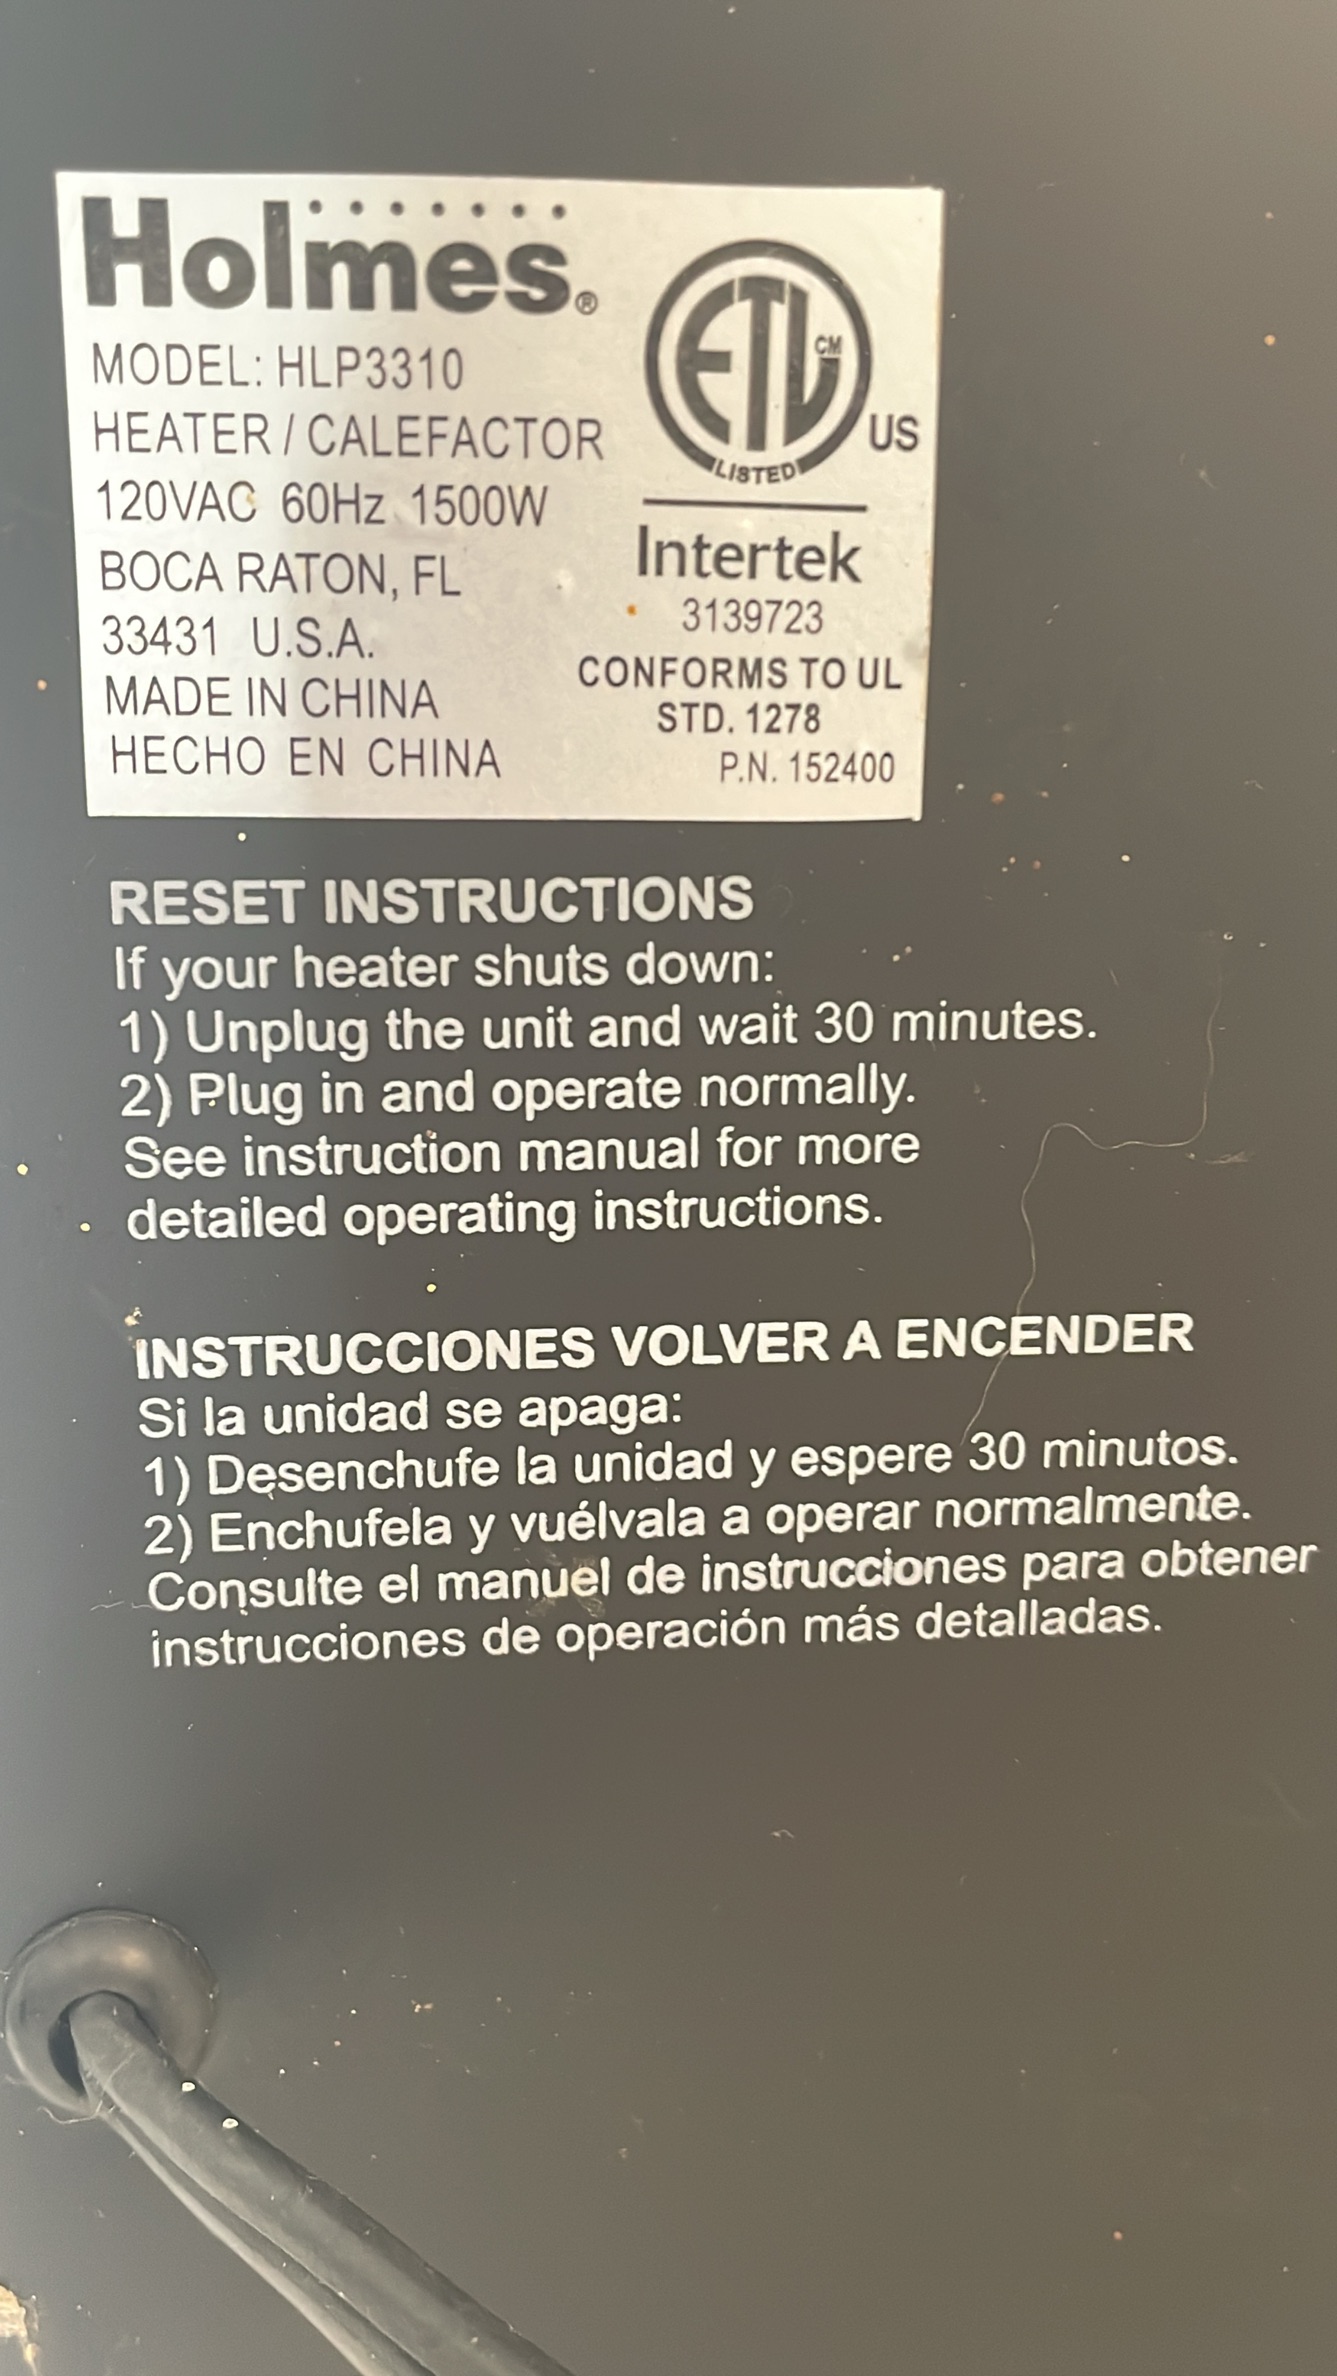 Holmes®
MODEL: HLP3310
HEATER / CALEFACTOR
120VAC 60Hz 1500W
BOCA RATON, FL
33431 U.S.A.
MADE IN CHINA
HECHO EN CHINA
ETL CM
US
LISTED
Intertek
3139723
CONFORMS TO UL
STD. 1278
P.N. 152400
RESET INSTRUCTIONS
If your heater shuts down:
1) Unplug the unit and wait 30 minutes.
2) Plug in and operate normally.
See instruction manual for more
detailed operating instructions.
INSTRUCCIONES VOLVER A ENCENDER
Si la unidad se apaga:
1) Desenchufe la unidad y espere 30 minutos.
2) Enchufela y vuélvala a operar normalmente.
Consulte el manuel de instrucciones para obtener
instrucciones de operación más detalladas.